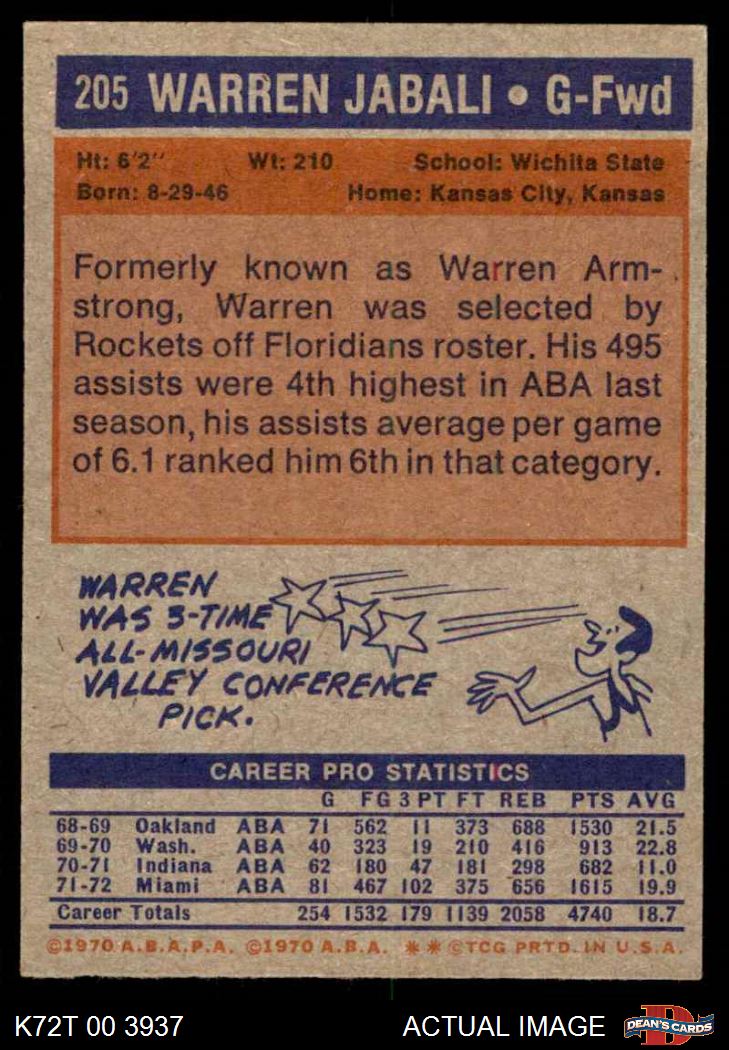 205 WARREN JABALI • G-Fwd
Ht: 6'2" Wt: 210 School: Wichita State
Born: 8-29-46 Home: Kansas City, Kansas
Formerly known as Warren Arm-
strong, Warren was selected by
Rockets off Floridians roster. His 495
assists were 4th highest in ABA last
season, his assists average per game
of 6.1 ranked him 6th in that category.
WARREN
WAS 3-TIME
ALL-MISSOURI
VALLEY CONFERENCE
PICK.
CAREER PRO STATISTICS
G FG 3 PT FT REB PTS AVG
68-69 Oakland ABA 71 562 11 373 688 1530 21.5
69-70 Wash. ABA 40 323 19 210 416 913 22.8
70-71 Indiana ABA 62 180 47 181 298 682 11.0
71-72 Miami ABA 81 467 102 375 656 1615 19.9
Career Totals 254 1532 179 1139 2058 4740 18.7
©1970 A.B.A.P.A. ©1970 A.B.A. ✱ ✱ ©TCG PRTD. IN U.S.A.
K72T 00 3937 ACTUAL IMAGE D DEAN'S CARDS